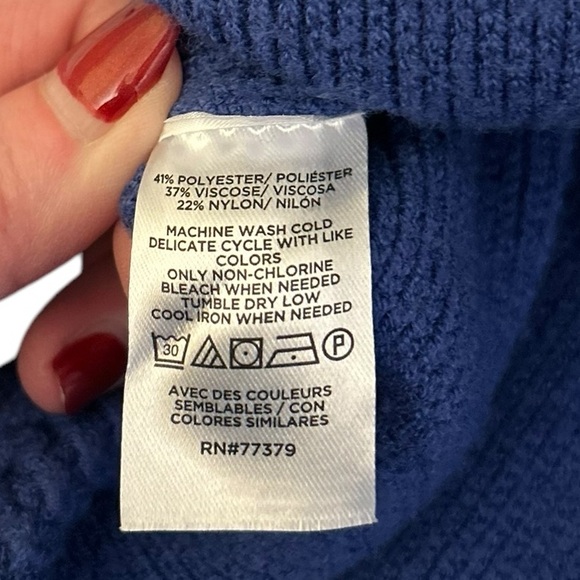 41% POLYESTER/ POLIÉSTER
37% VISCOSE/ VISCOSA
22% NYLON/ NILÓN
MACHINE WASH COLD
DELICATE CYCLE WITH LIKE
COLORS
ONLY NON-CHLORINE
BLEACH WHEN NEEDED
TUMBLE DRY LOW
COOL IRON WHEN NEEDED
30 P
AVEC DES COULEURS
SEMBLABLES / CON
COLORES SIMILARES
RN#77379